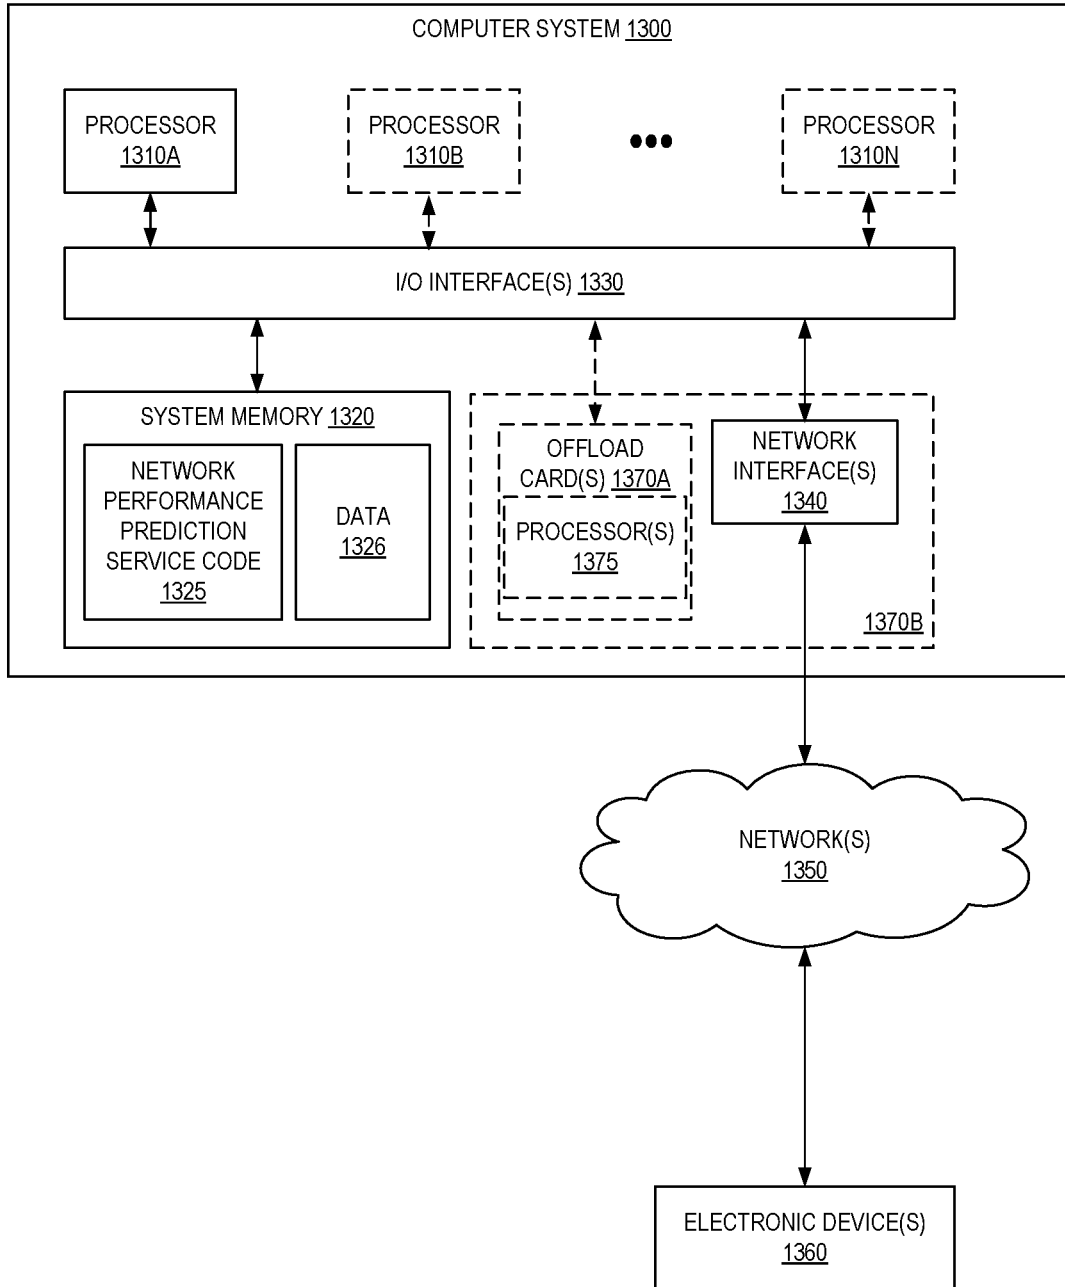 COMPUTER SYSTEM 1300
PROCESSOR
1310A
PROCESSOR
1310B
PROCESSOR
1310N
I/O INTERFACE(S) 1330
SYSTEM MEMORY 1320
NETWORK
PERFORMANCE
PREDICTION
SERVICE CODE
1325
DATA
1326
OFFLOAD
CARD(S) 1370A
PROCESSOR(S)
1375
NETWORK
INTERFACE(S)
1340
1370B
NETWORK(S)
1350
ELECTRONIC DEVICE(S)
1360